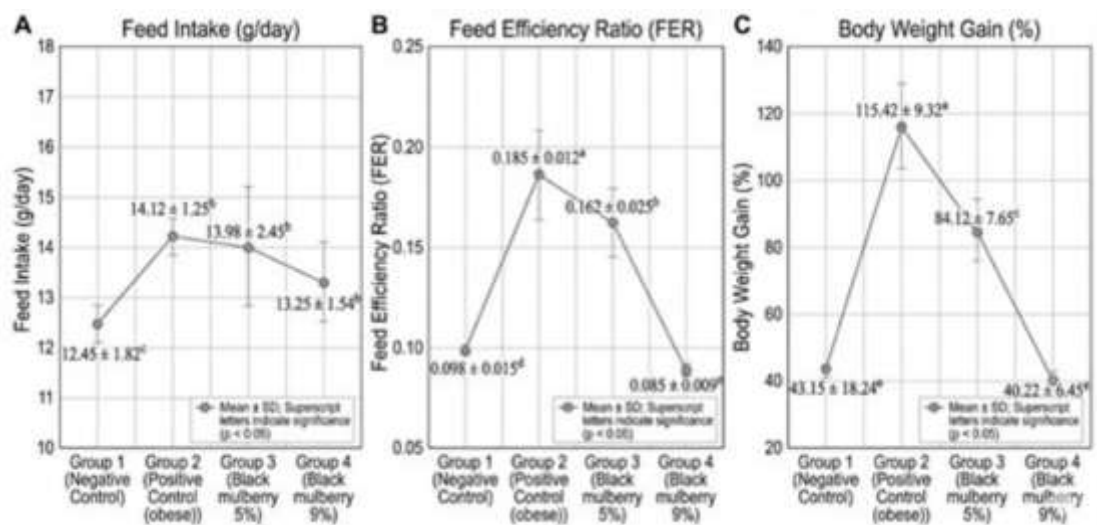 A Feed Intake (g/day)
Feed Intake (g/day)
18
17
16
15
14
13
12
11
10
12.45 ± 1.82ᶜ
14.12 ± 1.25ᵇ
13.98 ± 2.45ᵇ
13.25 ± 1.54ᵇ
Mean ± SD; Superscript
letters indicate significance
(p < 0.05)
Group 1
(Negative
Control)
Group 2
(Positive
Control
(obese))
Group 3
(Black
mulberry
5%)
Group 4
(Black
mulberry
9%)
B Feed Efficiency Ratio (FER)
Feed Efficiency Ratio (FER)
0.25
0.20
0.15
0.10
0.05
0.098 ± 0.015ᵈ
0.185 ± 0.012ᵃ
0.162 ± 0.025ᵇ
0.085 ± 0.009
Mean ± SD; Superscript
letters indicate significance
(p < 0.05)
Group 1
(Negative
Control)
Group 2
(Positive
Control
(obese))
Group 3
(Black
mulberry
5%)
Group 4
(Black
mulberry
9%)
C Body Weight Gain (%)
Body Weight Gain (%)
140
120
100
80
60
40
20
43.15 ± 18.24ᵉ
115.42 ± 9.32ᵃ
84.12 ± 7.65ᶜ
40.22 ± 6.45ᵉ
Mean ± SD; Superscript
letters indicate significance
(p < 0.05)
Group 1
(Negative
Control)
Group 2
(Positive
Control
(obese))
Group 3
(Black
mulberry
5%)
Group 4
(Black
mulberry
9%)